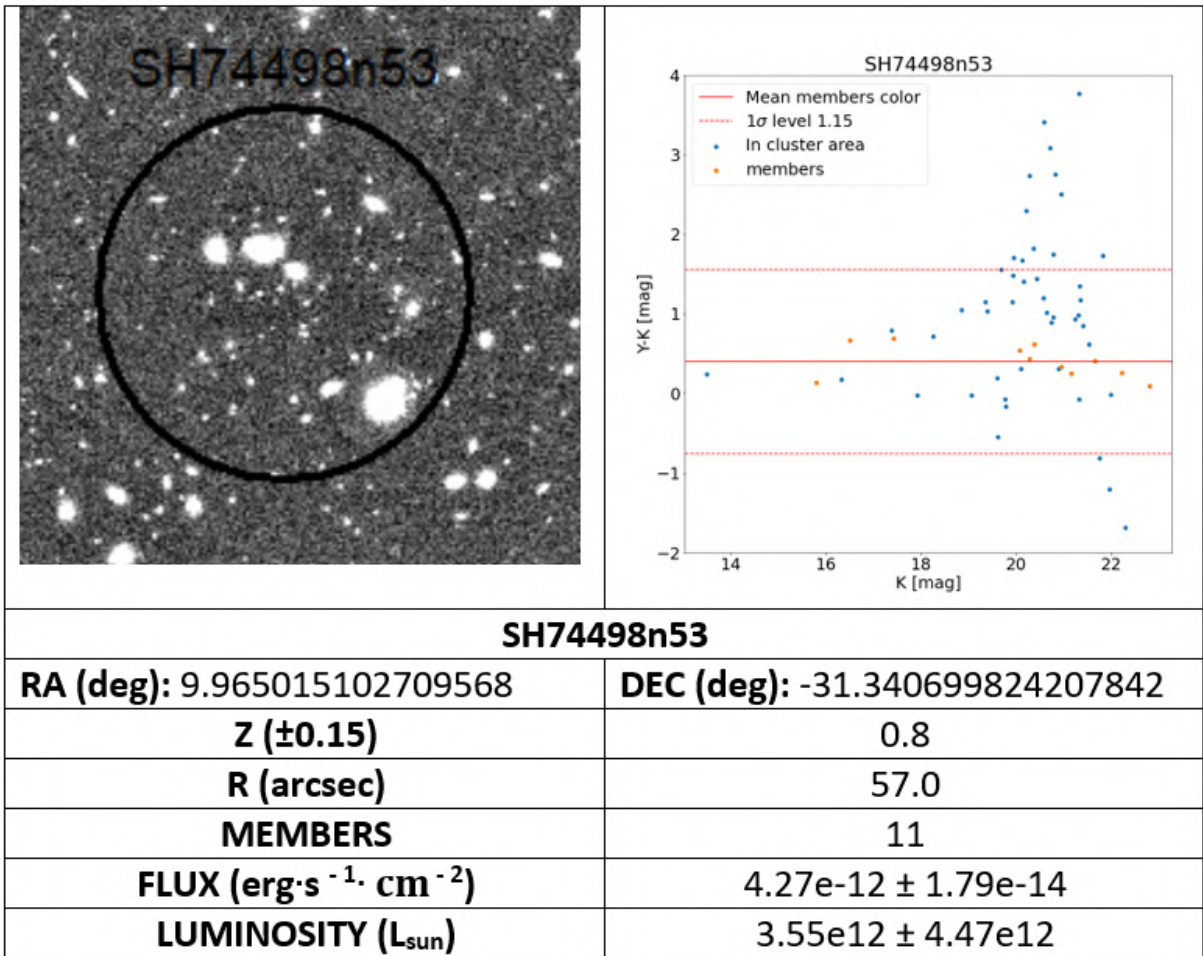 SH74498n53
SH74498n53
Mean members color
1σ level 1.15
In cluster area
members
4
3
2
1
0
−1
−2
Y-K [mag]
14 16 18 20 22
K [mag]
SH74498n53
RA (deg): 9.965015102709568 DEC (deg): -31.340699824207842
Z (±0.15) 0.8
R (arcsec) 57.0
MEMBERS 11
FLUX (erg·s⁻¹· cm⁻²) 4.27e-12 ± 1.79e-14
LUMINOSITY (Lsun) 3.55e12 ± 4.47e12